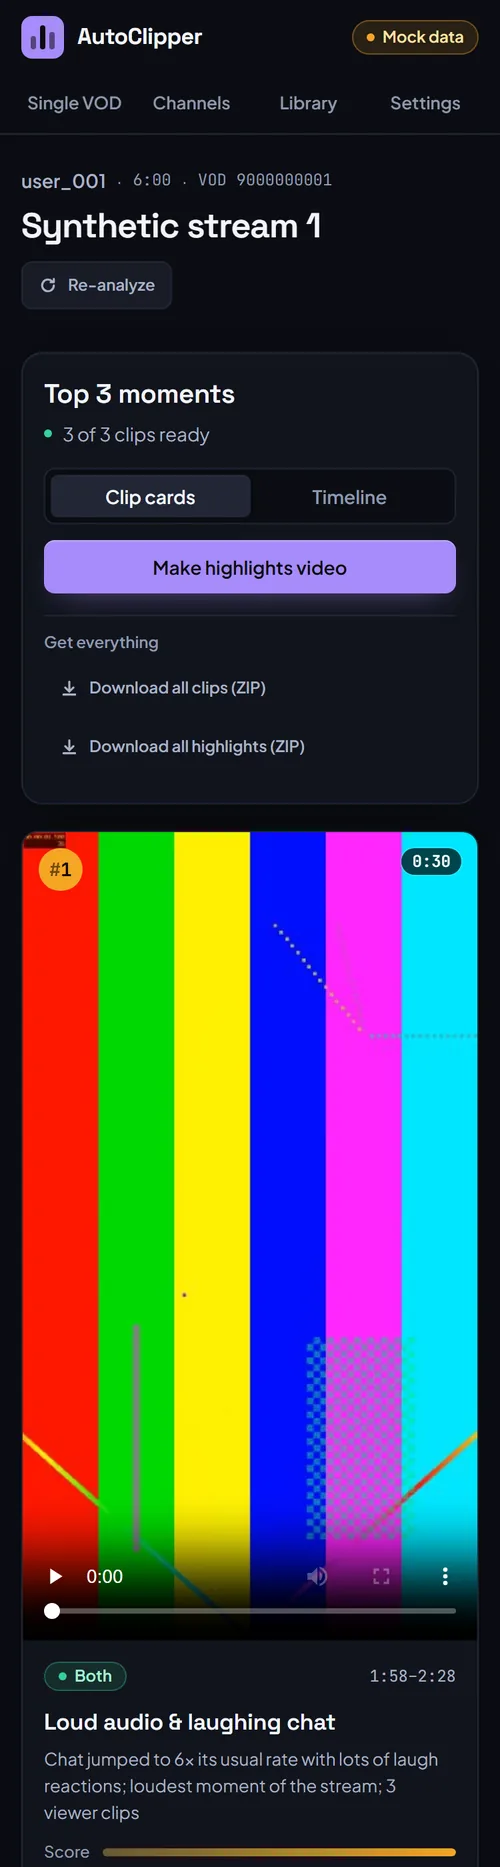 AutoClipper
Mock data
Single VOD Channels Library Settings
user_001 · 6:00 · VOD 9000000001
Synthetic stream 1
Re-analyze
Top 3 moments
3 of 3 clips ready
Clip cards Timeline
Make highlights video
Get everything
Download all clips (ZIP)
Download all highlights (ZIP)
#1
0:30
0:00
Both
1:58–2:28
Loud audio & laughing chat
Chat jumped to 6× its usual rate with lots of laugh
reactions; loudest moment of the stream; 3
viewer clips
Score